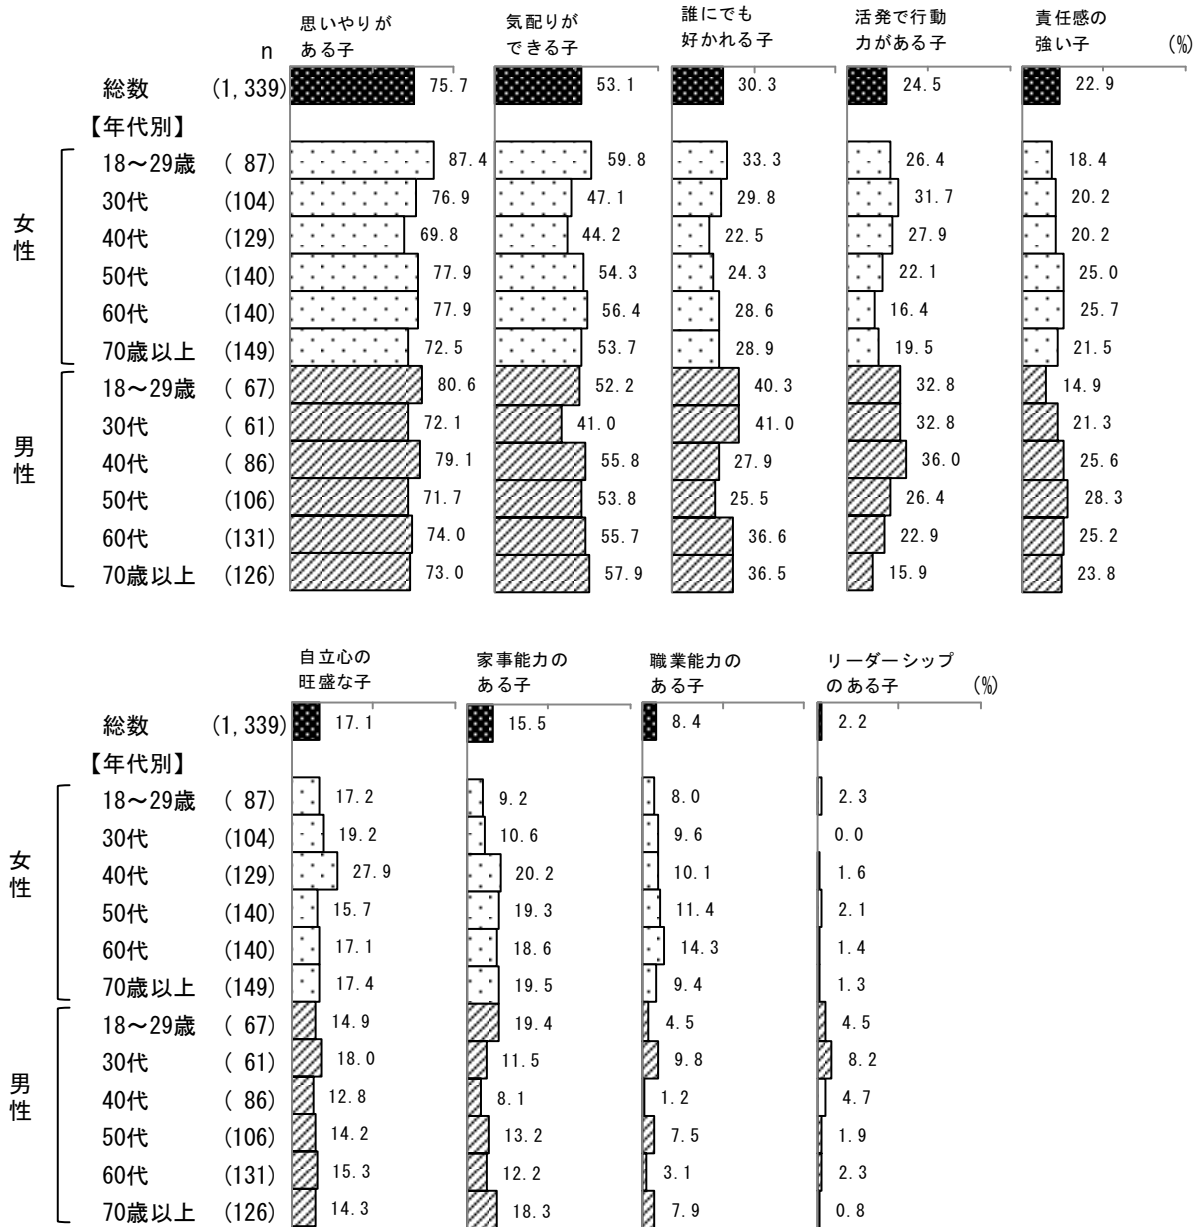 思いやりが
ある子
気配りが
できる子
誰にでも
好かれる子
活発で行動
力がある子
責任感の
強い子
n
(%)
総数 (1,339) 75.7 53.1 30.3 24.5 22.9
【年代別】
女性
18～29歳 ( 87) 87.4 59.8 33.3 26.4 18.4
30代 (104) 76.9 47.1 29.8 31.7 20.2
40代 (129) 69.8 44.2 22.5 27.9 20.2
50代 (140) 77.9 54.3 24.3 22.1 25.0
60代 (140) 77.9 56.4 28.6 16.4 25.7
70歳以上 (149) 72.5 53.7 28.9 19.5 21.5
男性
18～29歳 ( 67) 80.6 52.2 40.3 32.8 14.9
30代 ( 61) 72.1 41.0 41.0 32.8 21.3
40代 ( 86) 79.1 55.8 27.9 36.0 25.6
50代 (106) 71.7 53.8 25.5 26.4 28.3
60代 (131) 74.0 55.7 36.6 22.9 25.2
70歳以上 (126) 73.0 57.9 36.5 15.9 23.8
自立心の
旺盛な子
家事能力の
ある子
職業能力の
ある子
リーダーシップ
のある子
(%)
総数 (1,339) 17.1 15.5 8.4 2.2
【年代別】
女性
18～29歳 ( 87) 17.2 9.2 8.0 2.3
30代 (104) 19.2 10.6 9.6 0.0
40代 (129) 27.9 20.2 10.1 1.6
50代 (140) 15.7 19.3 11.4 2.1
60代 (140) 17.1 18.6 14.3 1.4
70歳以上 (149) 17.4 19.5 9.4 1.3
男性
18～29歳 ( 67) 14.9 19.4 4.5 4.5
30代 ( 61) 18.0 11.5 9.8 8.2
40代 ( 86) 12.8 8.1 1.2 4.7
50代 (106) 14.2 13.2 7.5 1.9
60代 (131) 15.3 12.2 3.1 2.3
70歳以上 (126) 14.3 18.3 7.9 0.8